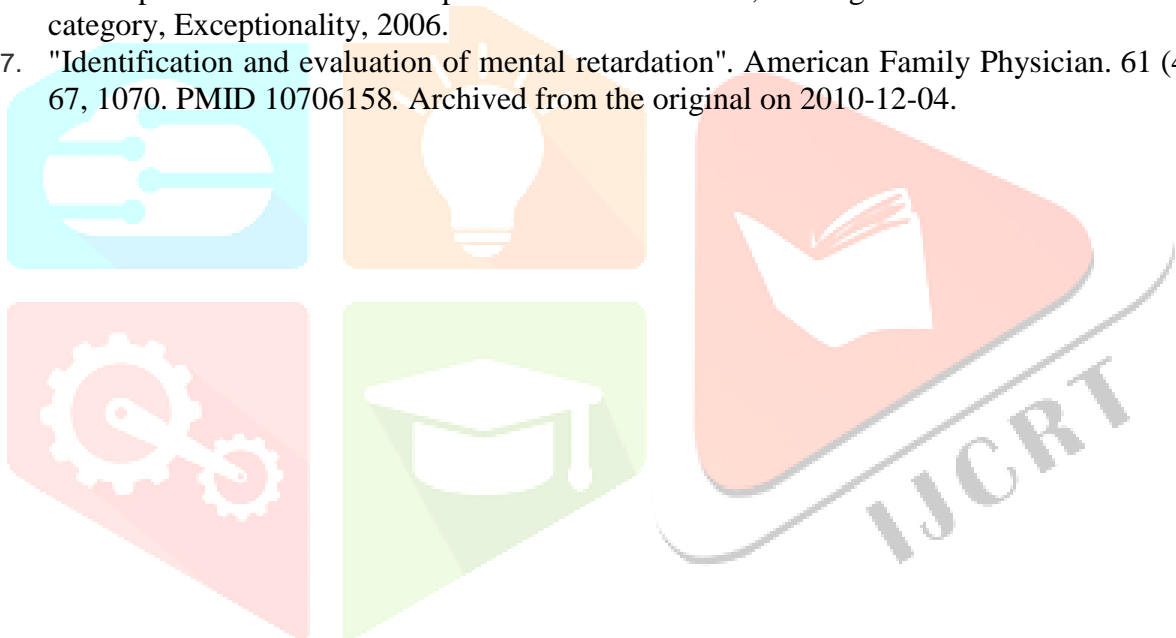 category, Exceptionality, 2006.
7. "Identification and evaluation of mental retardation". American Family Physician. 61 (4
67, 1070. PMID 10706158. Archived from the original on 2010-12-04.
IJCRT